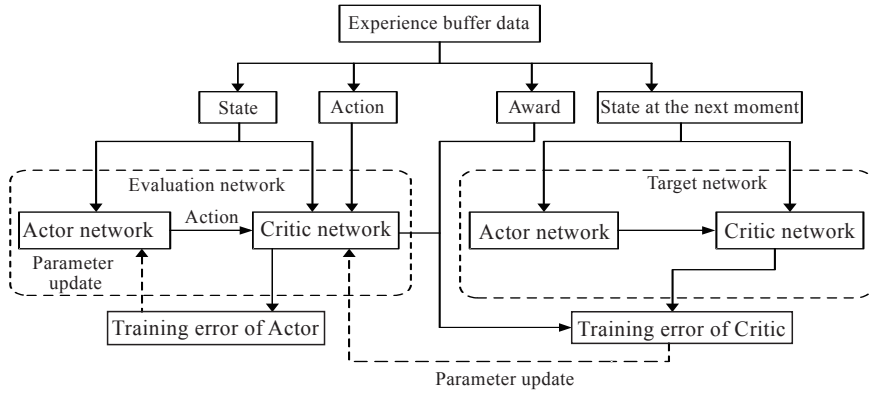 Experience buffer data
State
Action
Award
State at the next moment
Evaluation network
Target network
Actor network
Action
Critic network
Actor network
Critic network
Parameter
update
Training error of Actor
Training error of Critic
Parameter update